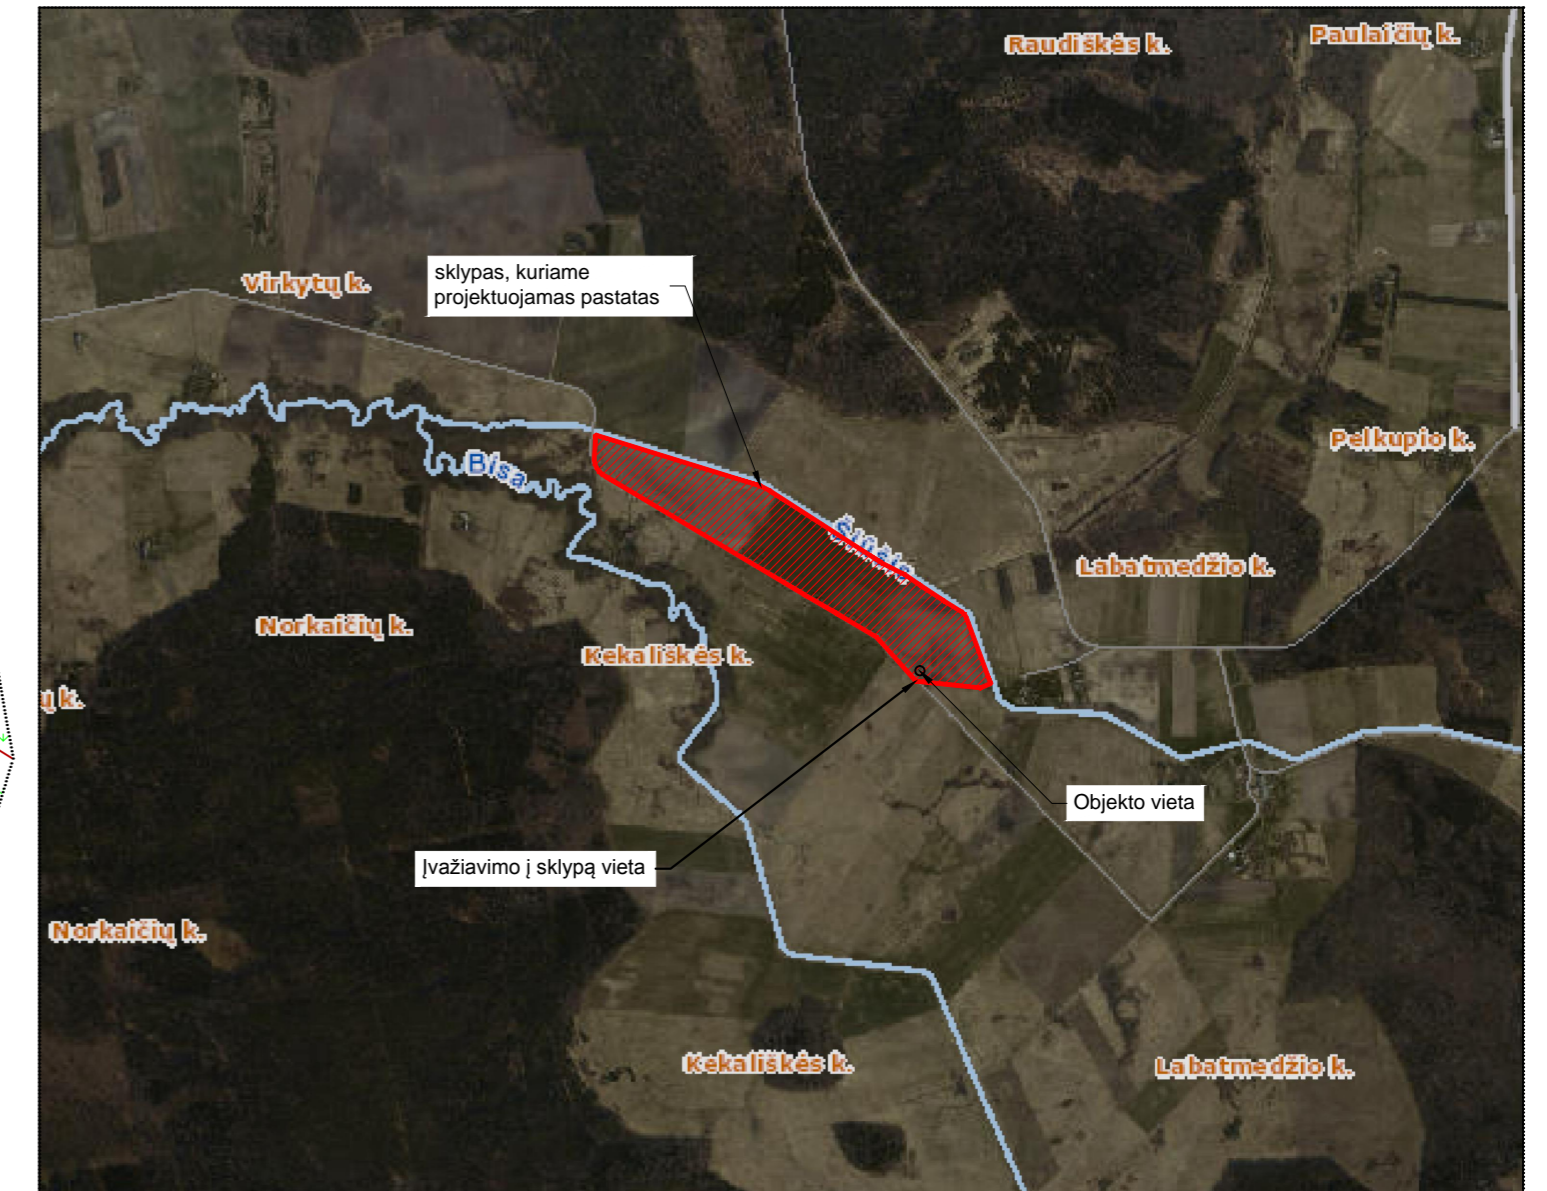 Raudiškės k.
Paulaičių k.
sklypas, kuriame
projektuojamas pastatas
Virkytų k.
Pelkupio k.
Bisa
Labatmedžio k.
Norkaičių k.
Kekališkės k.
ų k.
Objekto vieta
Įvažiavimo į sklypą vieta
Norkaičių k.
Kekališkės k.
Labatmedžio k.